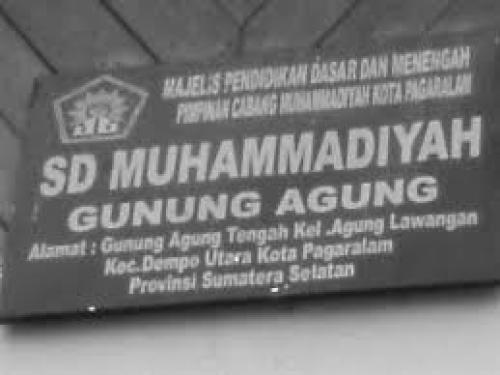 MAJELIS PENDIDIKAN DASAR DAN MENENGAH
PIMPINAN CABANG MUHAMMADIYAH KOTA PAGARALAM
SD MUHAMMADIYAH
GUNUNG AGUNG
Alamat : Gunung Agung Tengah Kel .Agung Lawangan
Kec.Dempo Utara Kota Pagaralam
Provinsi Sumatera Selatan